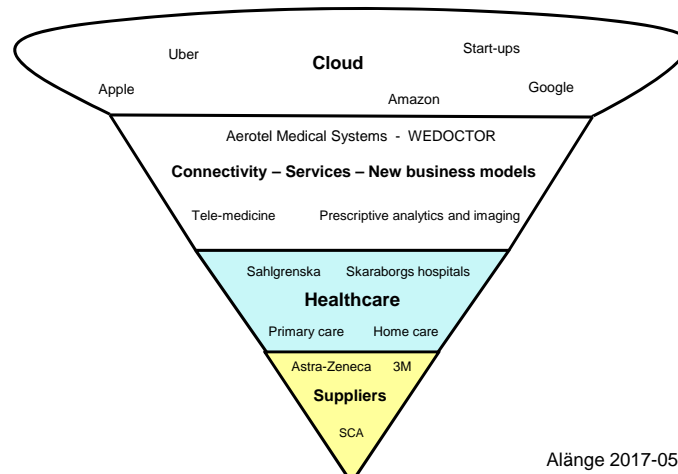 Uber
Start-ups
Cloud
Apple
Google
Amazon
Aerotel Medical Systems - WEDOCTOR
Connectivity – Services – New business models
Tele-medicine
Prescriptive analytics and imaging
Sahlgrenska
Skaraborgs hospitals
Healthcare
Primary care
Home care
Astra-Zeneca
3M
Suppliers
SCA
Alänge 2017-05